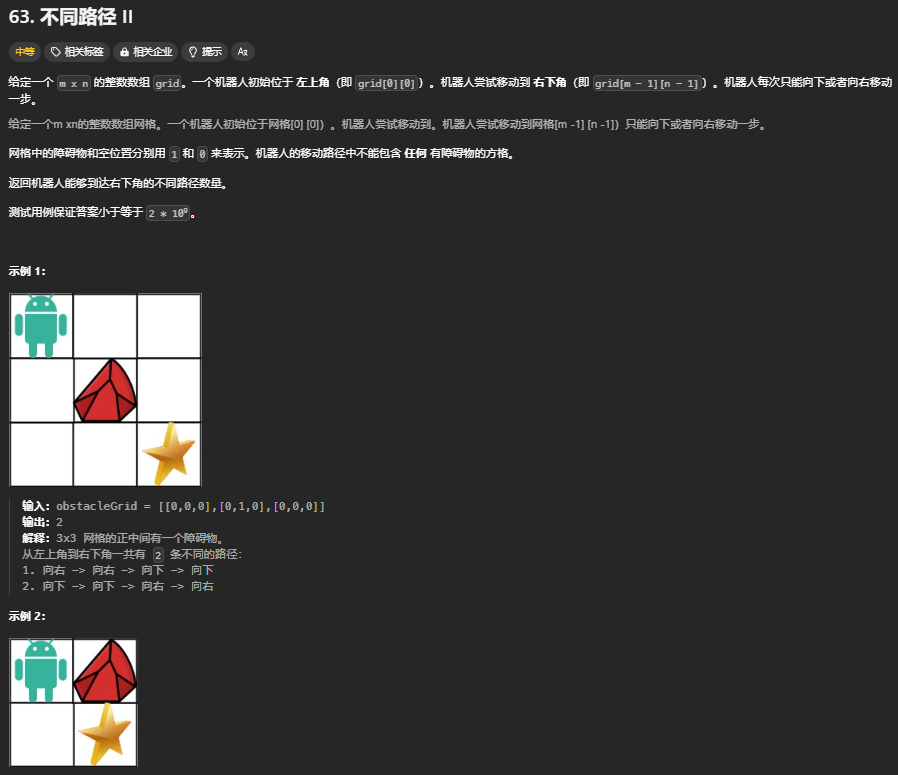 63. 不同路径 II
中等 相关标签 相关企业 提示 Aא
给定一个 m x n 的整数数组 grid。一个机器人初始位于 左上角（即 grid[0][0]）。机器人尝试移动到 右下角（即 grid[m - 1][n - 1]）。机器人每次只能向下或者向右移动
一步。
给定一个m xn的整数数组网格。一个机器人初始位于网格[0] [0]）。机器人尝试移动到。机器人尝试移动到网格[m -1] [n -1]）只能向下或者向右移动一步。
网格中的障碍物和空位置分别用 1 和 0 来表示。机器人的移动路径中不能包含 任何 有障碍物的方格。
返回机器人能够到达右下角的不同路径数量。
测试用例保证答案小于等于 2 * 10⁹。
示例 1：
输入：obstacleGrid = [[0,0,0],[0,1,0],[0,0,0]]
输出：2
解释：3x3 网格的正中间有一个障碍物。
从左上角到右下角一共有 2 条不同的路径：
1. 向右 -> 向右 -> 向下 -> 向下
2. 向下 -> 向下 -> 向右 -> 向右
示例 2：